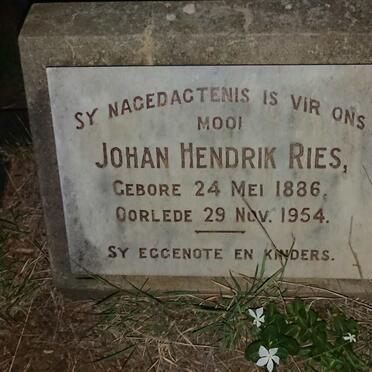 SY NAGEDAGTENIS IS VIR ONS
MOOI
JOHAN HENDRIK RIES,
GEBORE 24 MEI 1886,
OORLEDE 29 NOV. 1954.
SY EGGENOTE EN KINDERS.